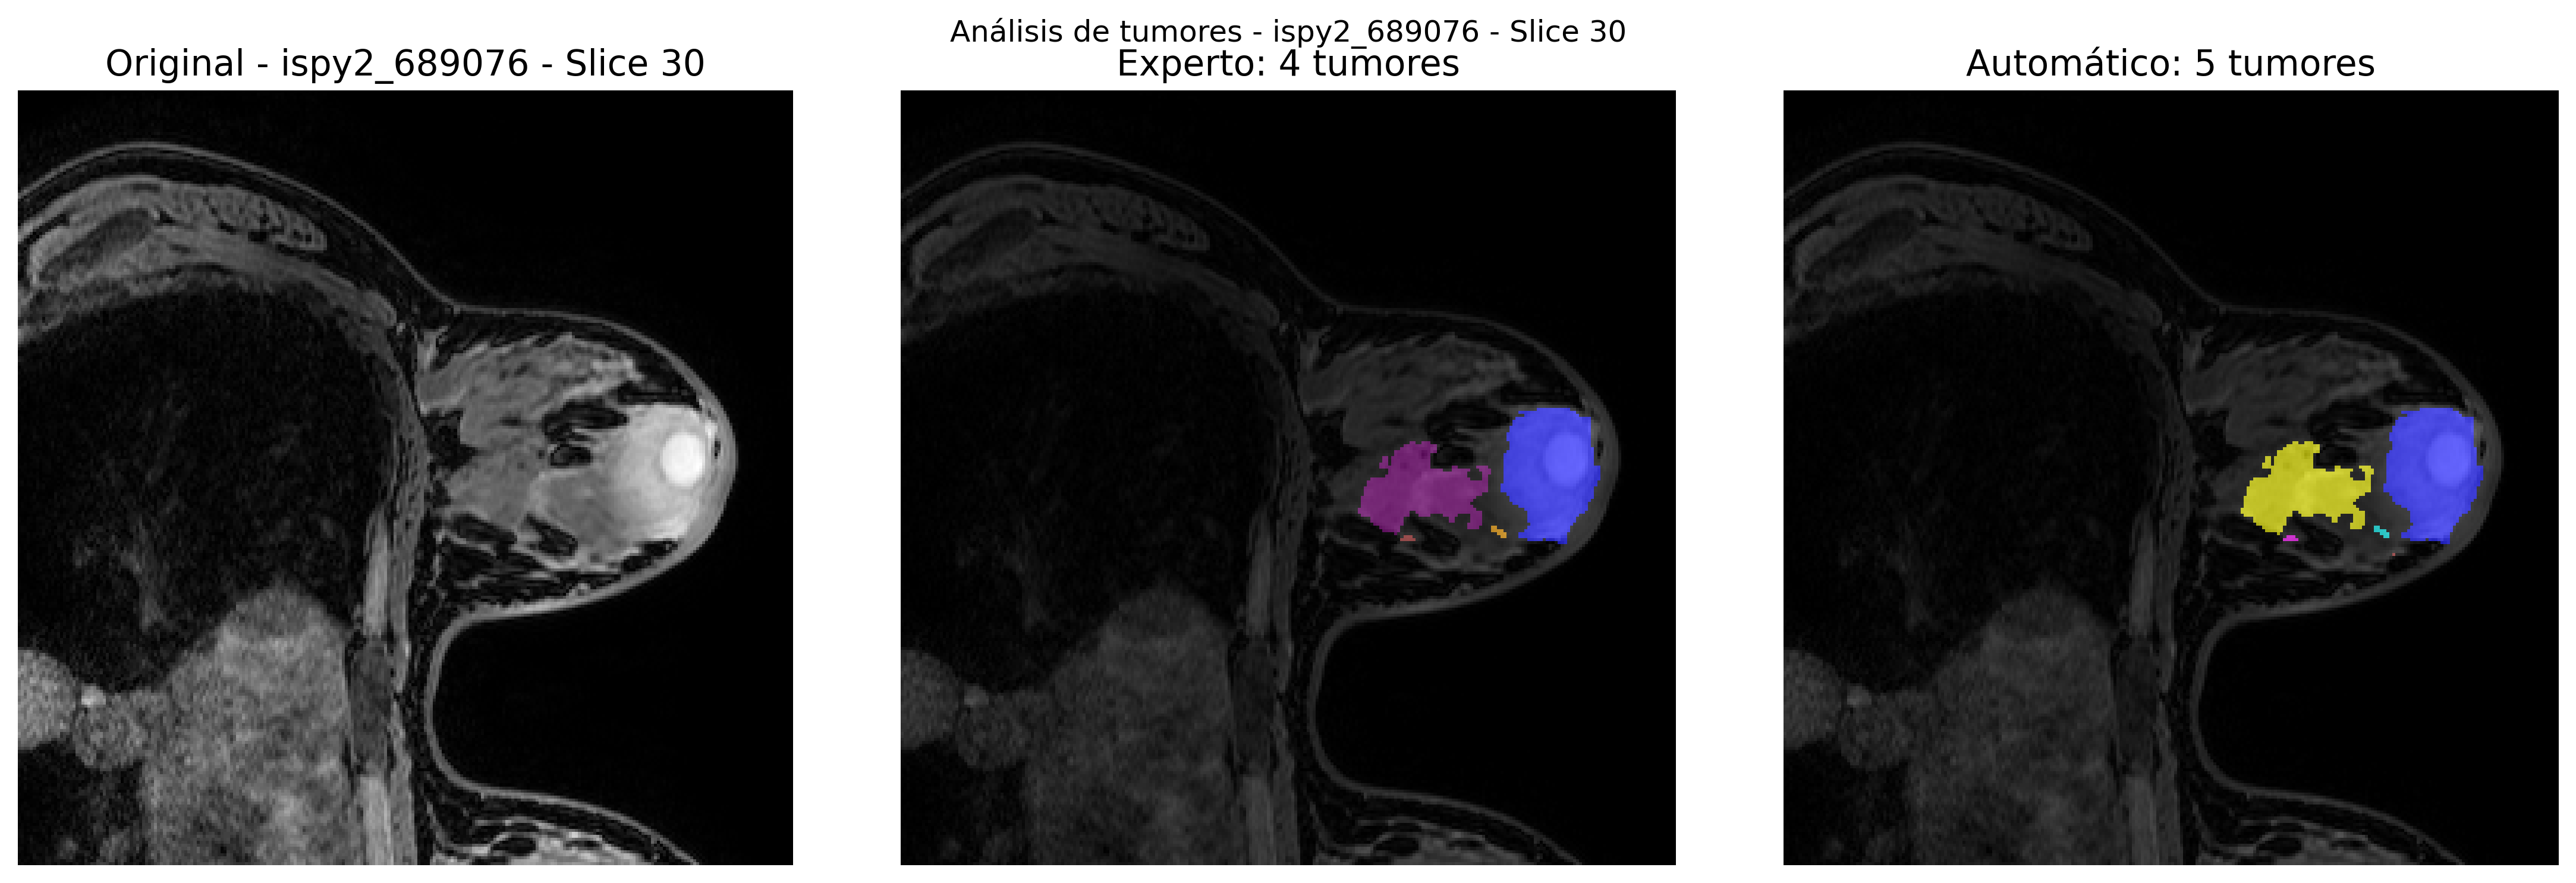 Análisis de tumores - ispy2_689076 - Slice 30
Original - ispy2_689076 - Slice 30
Experto: 4 tumores
Automático: 5 tumores